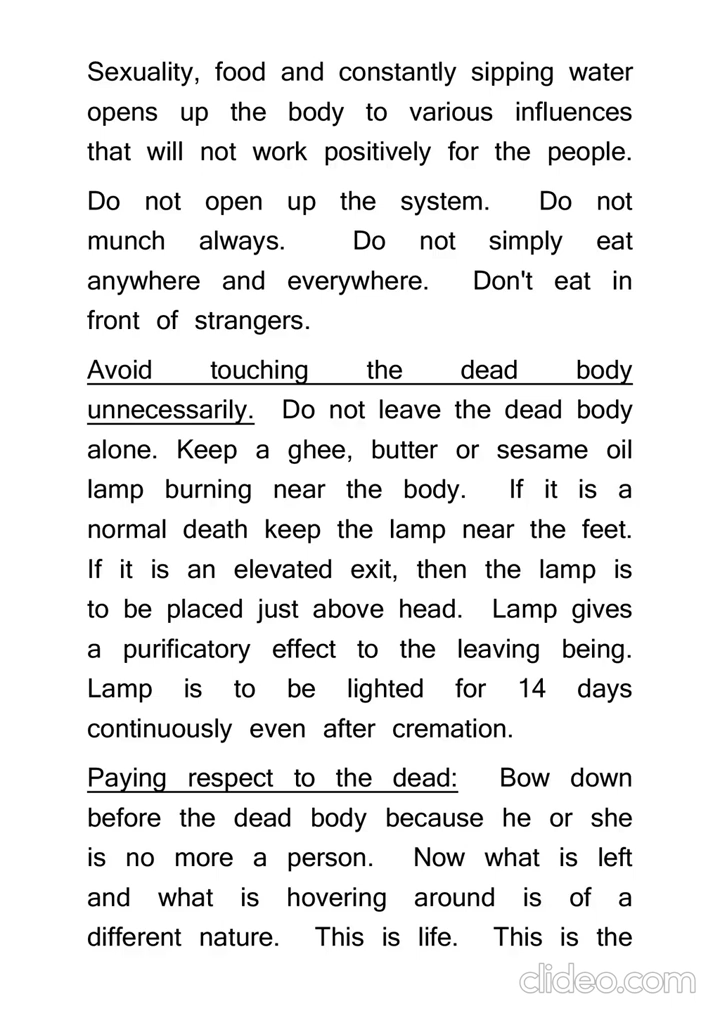 Sexuality, food and constantly sipping water
opens up the body to various influences
that will not work positively for the people.
Do not open up the system. Do not
munch always. Do not simply eat
anywhere and everywhere. Don't eat in
front of strangers.
Avoid touching the dead body
unnecessarily. Do not leave the dead body
alone. Keep a ghee, butter or sesame oil
lamp burning near the body. If it is a
normal death keep the lamp near the feet.
If it is an elevated exit, then the lamp is
to be placed just above head. Lamp gives
a purificatory effect to the leaving being.
Lamp is to be lighted for 14 days
continuously even after cremation.
Paying respect to the dead: Bow down
before the dead body because he or she
is no more a person. Now what is left
and what is hovering around is of a
different nature. This is life. This is the
clideo.com